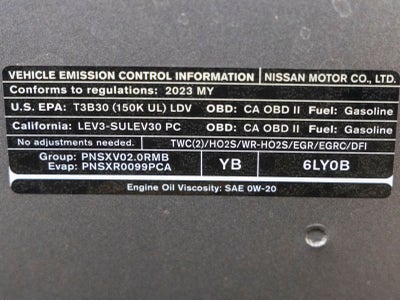 VEHICLE EMISSION CONTROL INFORMATION NISSAN MOTOR CO., LTD.
Conforms to regulations: 2023 MY
U.S. EPA: T3B30 (150K UL) LDV OBD: CA OBD II Fuel: Gasoline
California: LEV3-SULEV30 PC OBD: CA OBD II Fuel: Gasoline
No adjustments needed. TWC(2)/HO2S/WR-HO2S/EGR/EGRC/DFI
Group: PNSXV02.0RMB
Evap: PNSXR0099PCA
YB
6LY0B
Engine Oil Viscosity: SAE 0W-20